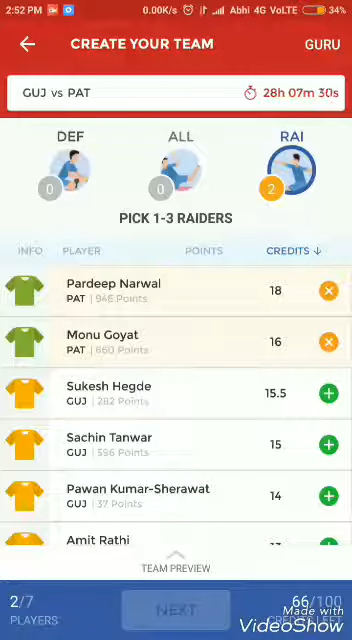 2:52 PM 0.00K/s Abhi 4G VoLTE 34%
CREATE YOUR TEAM GURU
GUJ vs PAT 28h 07m 30s
DEF ALL RAI
0 0 2
PICK 1-3 RAIDERS
INFO PLAYER POINTS CREDITS ↓
Pardeep Narwal
PAT | 946 Points 18
Monu Goyat
PAT | 660 Points 16
Sukesh Hegde
GUJ | 282 Points 15.5
Sachin Tanwar
GUJ | 596 Points 15
Pawan Kumar-Sherawat
GUJ | 37 Points 14
Amit Rathi
TEAM PREVIEW
2/7 NEXT 66/100
PLAYERS CREDITS LEFT
Made with
VideoShow